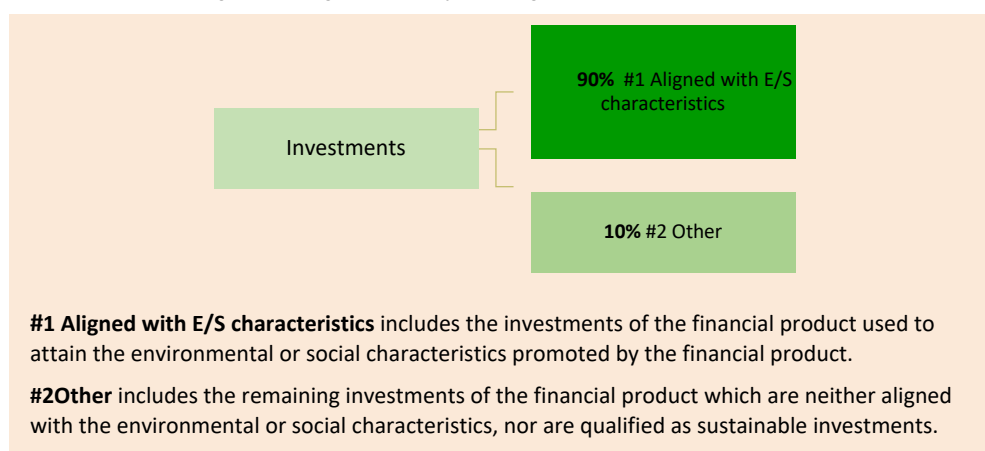 90% #1 Aligned with E/S
characteristics
Investments
10% #2 Other
#1 Aligned with E/S characteristics includes the investments of the financial product used to
attain the environmental or social characteristics promoted by the financial product.
#2Other includes the remaining investments of the financial product which are neither aligned
with the environmental or social characteristics, nor are qualified as sustainable investments.